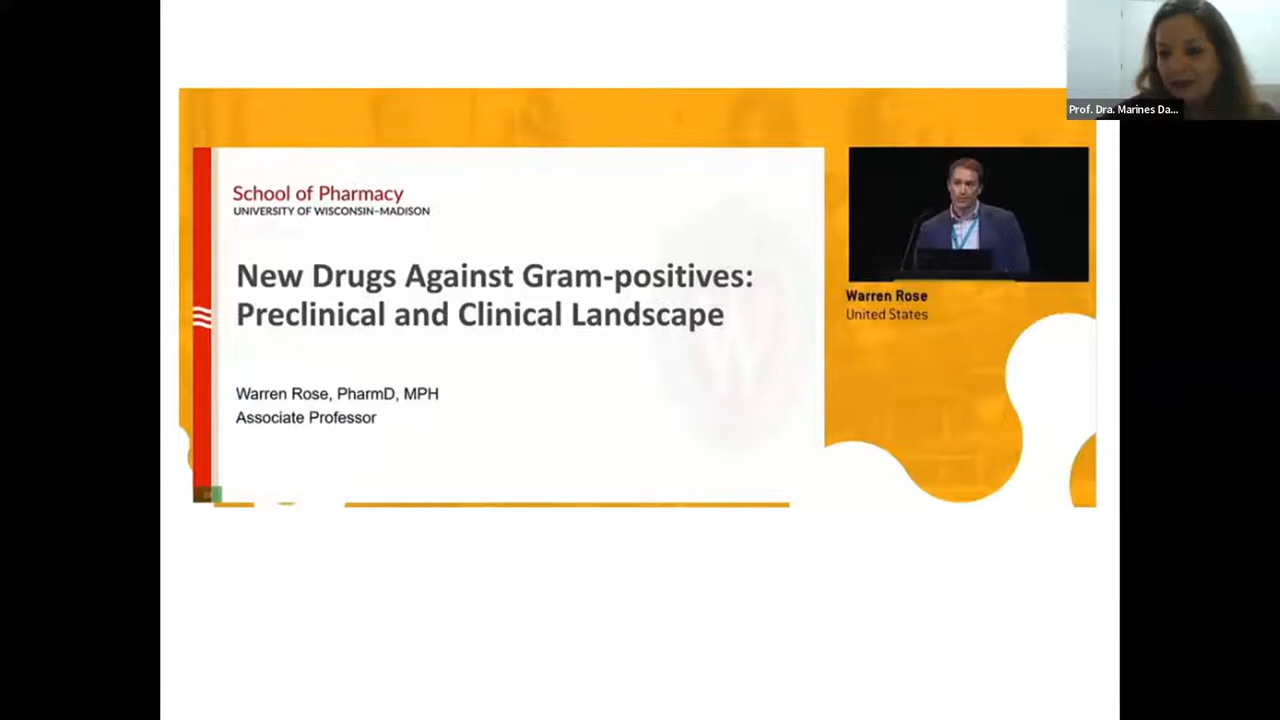 School of Pharmacy
UNIVERSITY OF WISCONSIN–MADISON
New Drugs Against Gram-positives:
Preclinical and Clinical Landscape
Warren Rose, PharmD, MPH
Associate Professor
Warren Rose
United States
Prof. Dra. Marines Da...